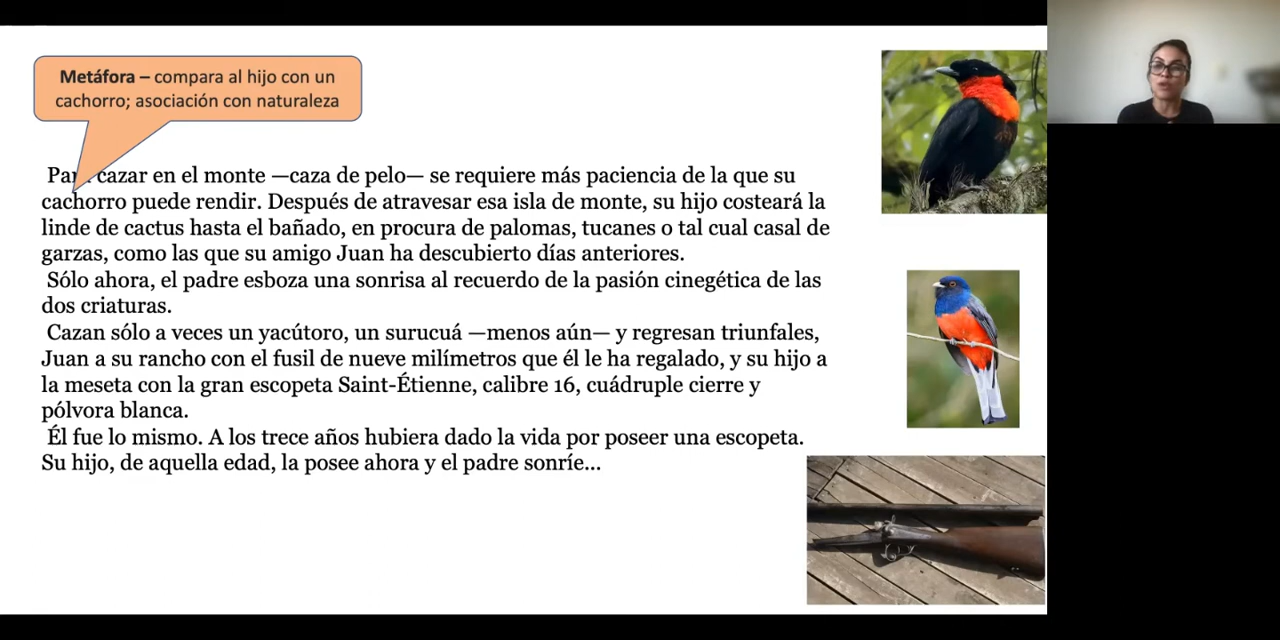 Metáfora – compara al hijo con un
cachorro; asociación con naturaleza
cazar en el monte —caza de pelo— se requiere más paciencia de la que su
cachorro puede rendir. Después de atravesar esa isla de monte, su hijo costeará la
linde de cactus hasta el bañado, en procura de palomas, tucanes o tal cual casal de
garzas, como las que su amigo Juan ha descubierto días anteriores.
Sólo ahora, el padre esboza una sonrisa al recuerdo de la pasión cinegética de las
dos criaturas.
Cazan sólo a veces un yacútoro, un surucuá —menos aún— y regresan triunfales,
Juan a su rancho con el fusil de nueve milímetros que él le ha regalado, y su hijo a
la meseta con la gran escopeta Saint-Étienne, calibre 16, cuádruple cierre y
pólvora blanca.
Él fue lo mismo. A los trece años hubiera dado la vida por poseer una escopeta.
Su hijo, de aquella edad, la posee ahora y el padre sonríe...